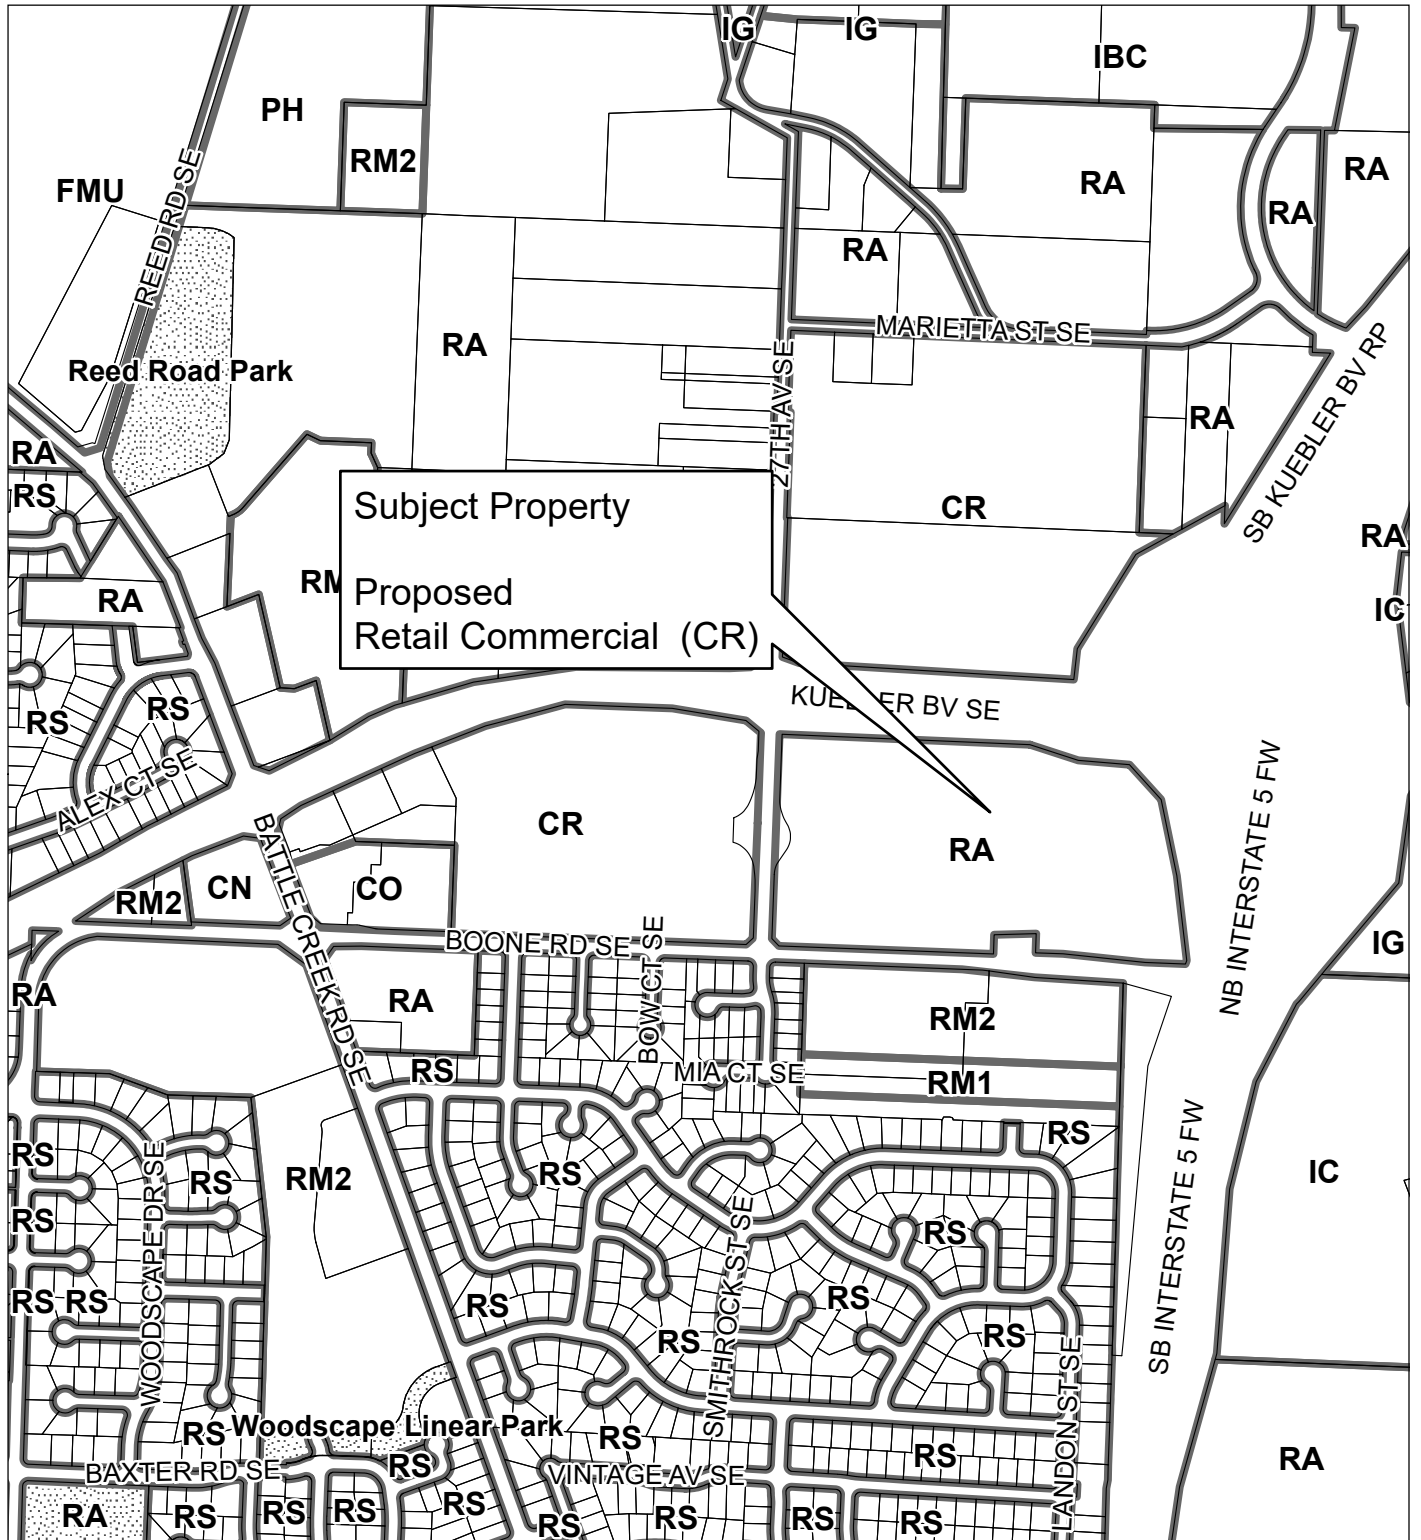 IG
IG
IBC
PH
RM2
FMU
REED RD SE
RA
RA
RA
RA
RA
MARIETTA ST SE
Reed Road Park
27TH AV SE
RA
SB KUEBLER BV RP
RA
RS
CR
Subject Property
Proposed
Retail Commercial (CR)
RA
IC
RA
RS
RS
KUEBLER BV SE
ALEX CT SE
NB INTERSTATE 5 FW
CR
RA
BATTLE CREEK RD SE
RM2
CN
CO
BOONE RD SE
BOW CT SE
IG
RA
RA
RM2
RS
MIA CT SE
RM1
RS
RS
WOODSCAPE DR SE
RS
RM2
RS
IC
RS
SMITHROCK ST SE
RS
SB INTERSTATE 5 FW
RS
RS
RS
RS
RS
RS
LANDON ST SE
RS
Woodscape Linear Park
RS
RS
RS
RA
BAXTER RD SE
VINTAGE AV SE
RA
RS
RS
RS
RS
RS
RS
RS
RS